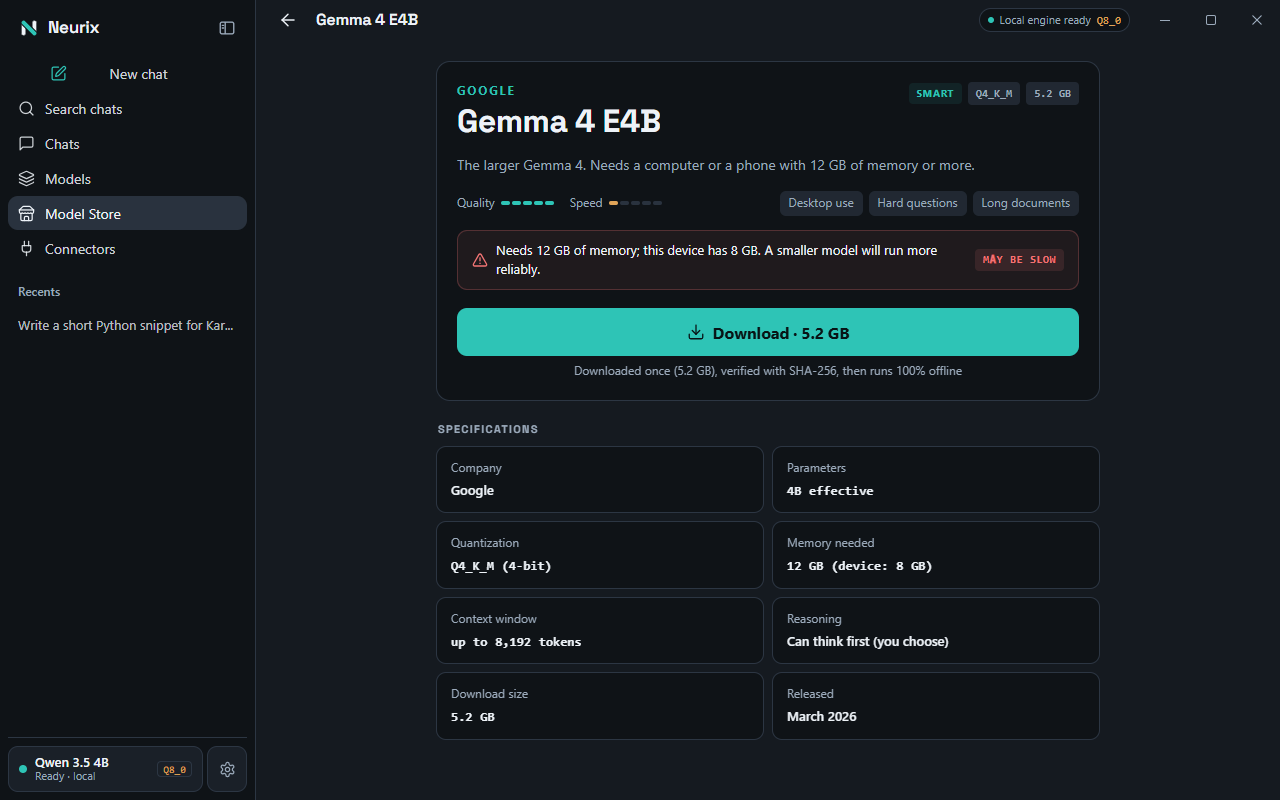 Neurix
New chat
Search chats
Chats
Models
Model Store
Connectors
Recents
Write a short Python snippet for Kar...
Qwen 3.5 4B
Ready · local
Q8_0
Gemma 4 E4B
Local engine ready Q8_0
GOOGLE
SMART Q4_K_M 5.2 GB
Gemma 4 E4B
The larger Gemma 4. Needs a computer or a phone with 12 GB of memory or more.
Quality Speed Desktop use Hard questions Long documents
Needs 12 GB of memory; this device has 8 GB. A smaller model will run more
reliably.
MAY BE SLOW
Download · 5.2 GB
Downloaded once (5.2 GB), verified with SHA-256, then runs 100% offline
SPECIFICATIONS
Company
Google
Parameters
4B effective
Quantization
Q4_K_M (4-bit)
Memory needed
12 GB (device: 8 GB)
Context window
up to 8,192 tokens
Reasoning
Can think first (you choose)
Download size
5.2 GB
Released
March 2026